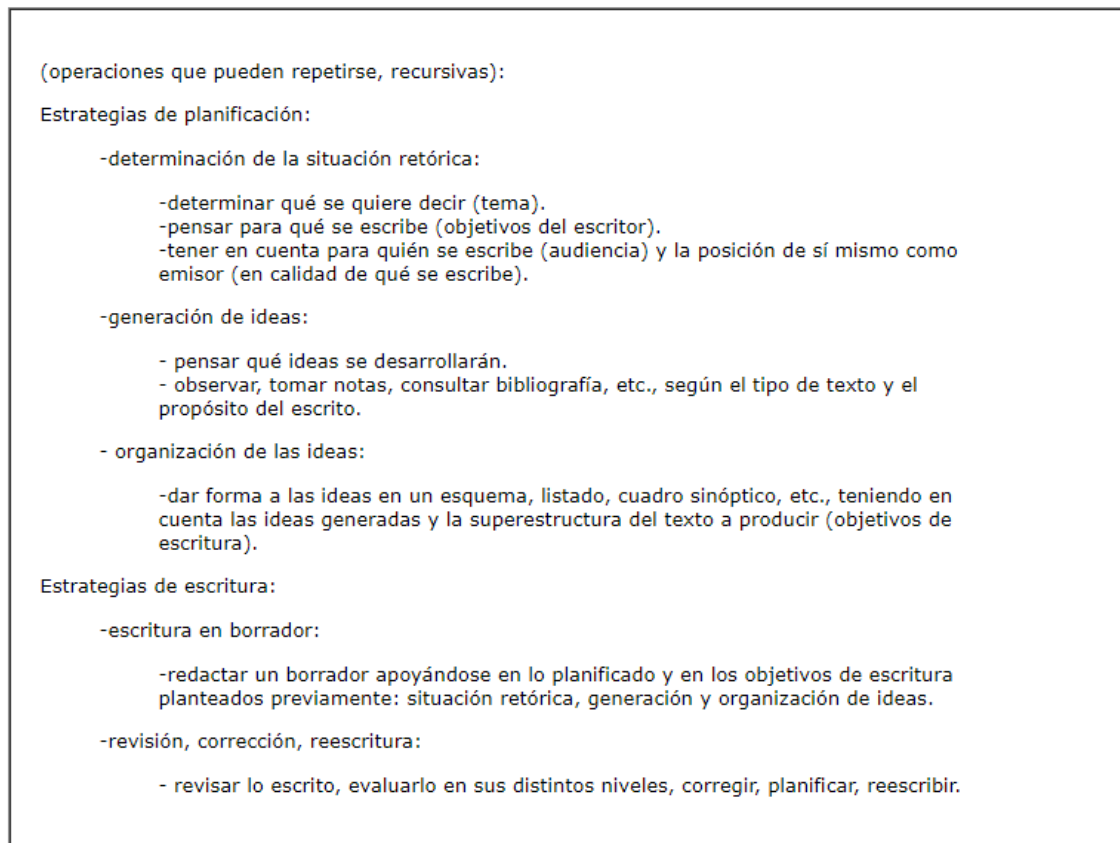 (operaciones que pueden repetirse, recursivas):
Estrategias de planificación:
-determinación de la situación retórica:
-determinar qué se quiere decir (tema).
-pensar para qué se escribe (objetivos del escritor).
-tener en cuenta para quién se escribe (audiencia) y la posición de sí mismo como
emisor (en calidad de qué se escribe).
-generación de ideas:
- pensar qué ideas se desarrollarán.
- observar, tomar notas, consultar bibliografía, etc., según el tipo de texto y el
propósito del escrito.
- organización de las ideas:
-dar forma a las ideas en un esquema, listado, cuadro sinóptico, etc., teniendo en
cuenta las ideas generadas y la superestructura del texto a producir (objetivos de
escritura).
Estrategias de escritura:
-escritura en borrador:
-redactar un borrador apoyándose en lo planificado y en los objetivos de escritura
planteados previamente: situación retórica, generación y organización de ideas.
-revisión, corrección, reescritura:
- revisar lo escrito, evaluarlo en sus distintos niveles, corregir, planificar, reescribir.